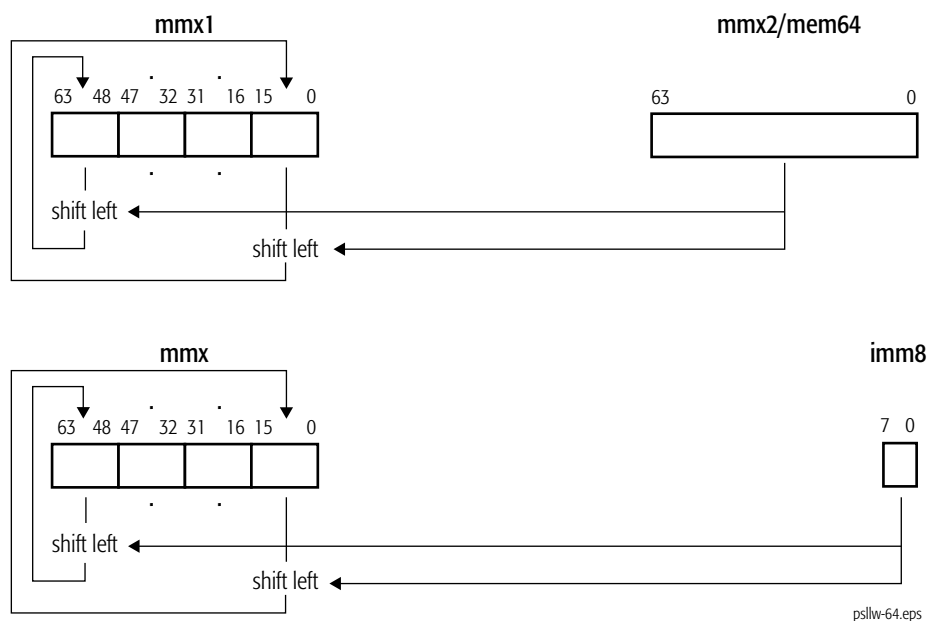 mmx1 mmx2/mem64
. .
63 48 47 32 31 16 15 0 63 0
. .
shift left
shift left
mmx imm8
. .
63 48 47 32 31 16 15 0 7 0
. .
shift left
shift left
psllw-64.eps